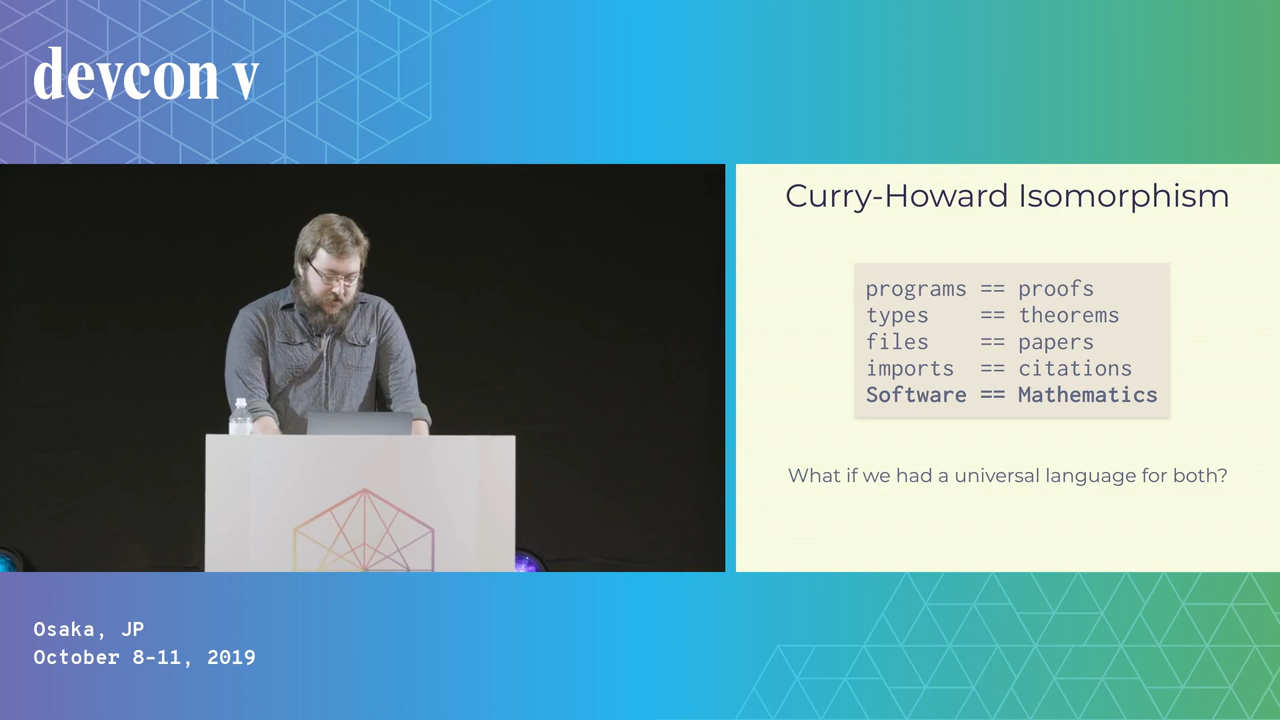 devcon v
Curry-Howard Isomorphism
programs == proofs
types == theorems
files == papers
imports == citations
Software == Mathematics
What if we had a universal language for both?
Osaka, JP
October 8-11, 2019